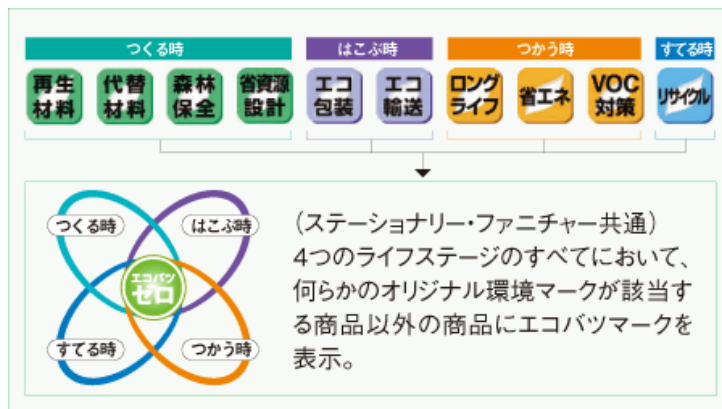 つくる時 はこぶ時 つかう時 すてる時
再生材料 代替材料 森林保全 省資源設計 エコ包装 エコ輸送 ロングライフ 省エネ VOC対策 リサイクル
つくる時 はこぶ時
エコバツ
ゼロ
すてる時 つかう時
(ステーショナリー・ファニチャー共通)
4つのライフステージのすべてにおいて、
何らかのオリジナル環境マークが該当す
る商品以外の商品にエコバツマークを
表示。